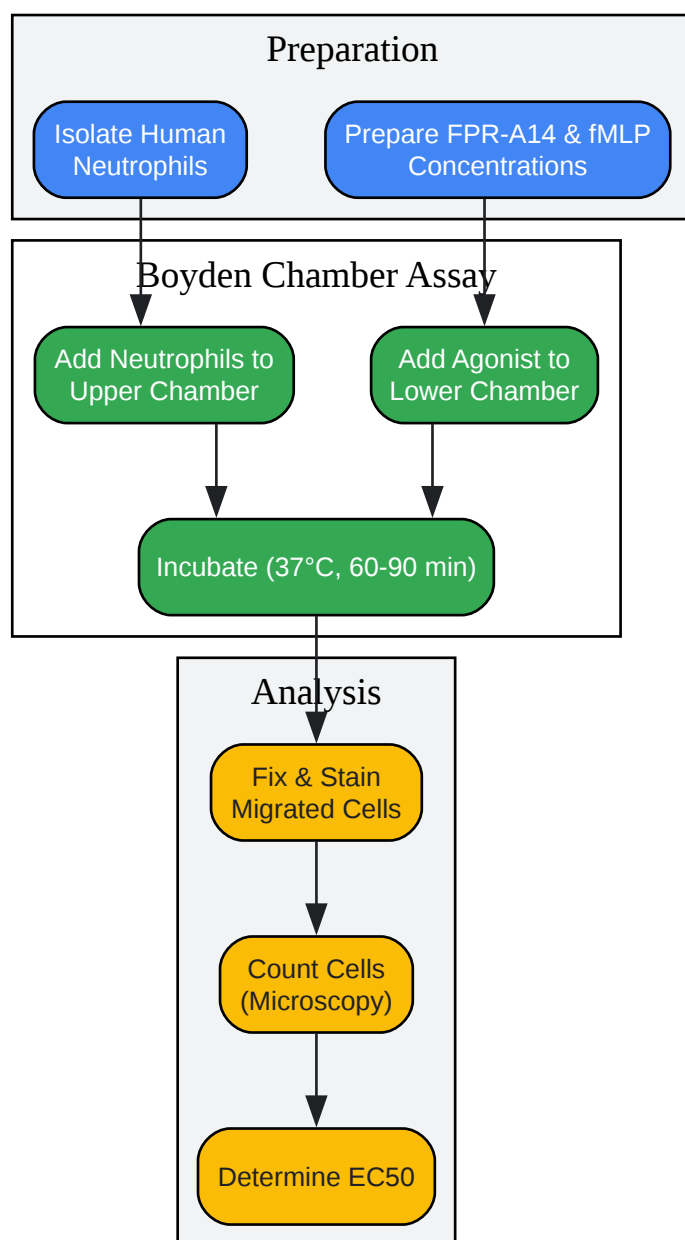 Preparation
Isolate Human
Neutrophils
Prepare FPR-A14 & fMLP
Concentrations
Boyden Chamber Assay
Add Neutrophils to
Upper Chamber
Add Agonist to
Lower Chamber
Incubate (37°C, 60-90 min)
Analysis
Fix & Stain
Migrated Cells
Count Cells
(Microscopy)
Determine EC50